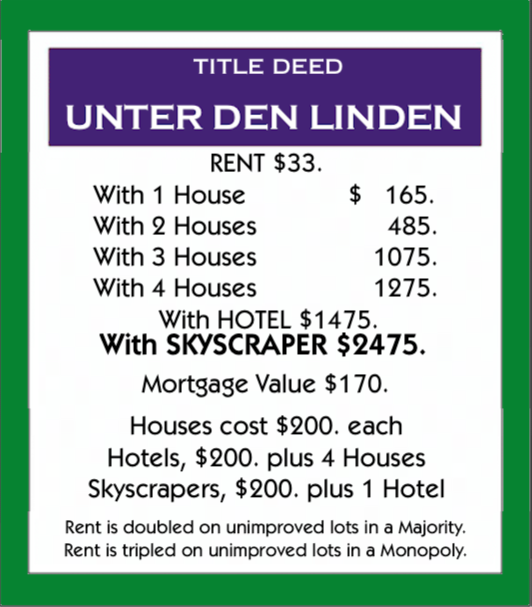 TITLE DEED
UNTER DEN LINDEN
RENT $33.
With 1 House $ 165.
With 2 Houses 485.
With 3 Houses 1075.
With 4 Houses 1275.
With HOTEL $1475.
With SKYSCRAPER $2475.
Mortgage Value $170.
Houses cost $200. each
Hotels, $200. plus 4 Houses
Skyscrapers, $200. plus 1 Hotel
Rent is doubled on unimproved lots in a Majority.
Rent is tripled on unimproved lots in a Monopoly.